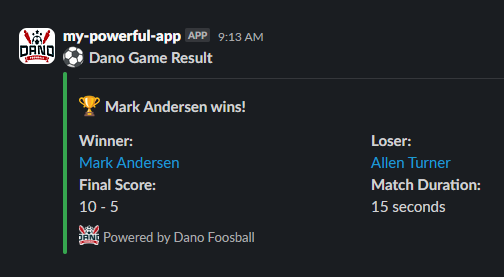 DANO
FOOSBALL
my-powerful-app APP 9:13 AM
⚽ Dano Game Result
🏆 Mark Andersen wins!
Winner: Loser:
Mark Andersen Allen Turner
Final Score: Match Duration:
10 - 5 15 seconds
DANO Powered by Dano Foosball